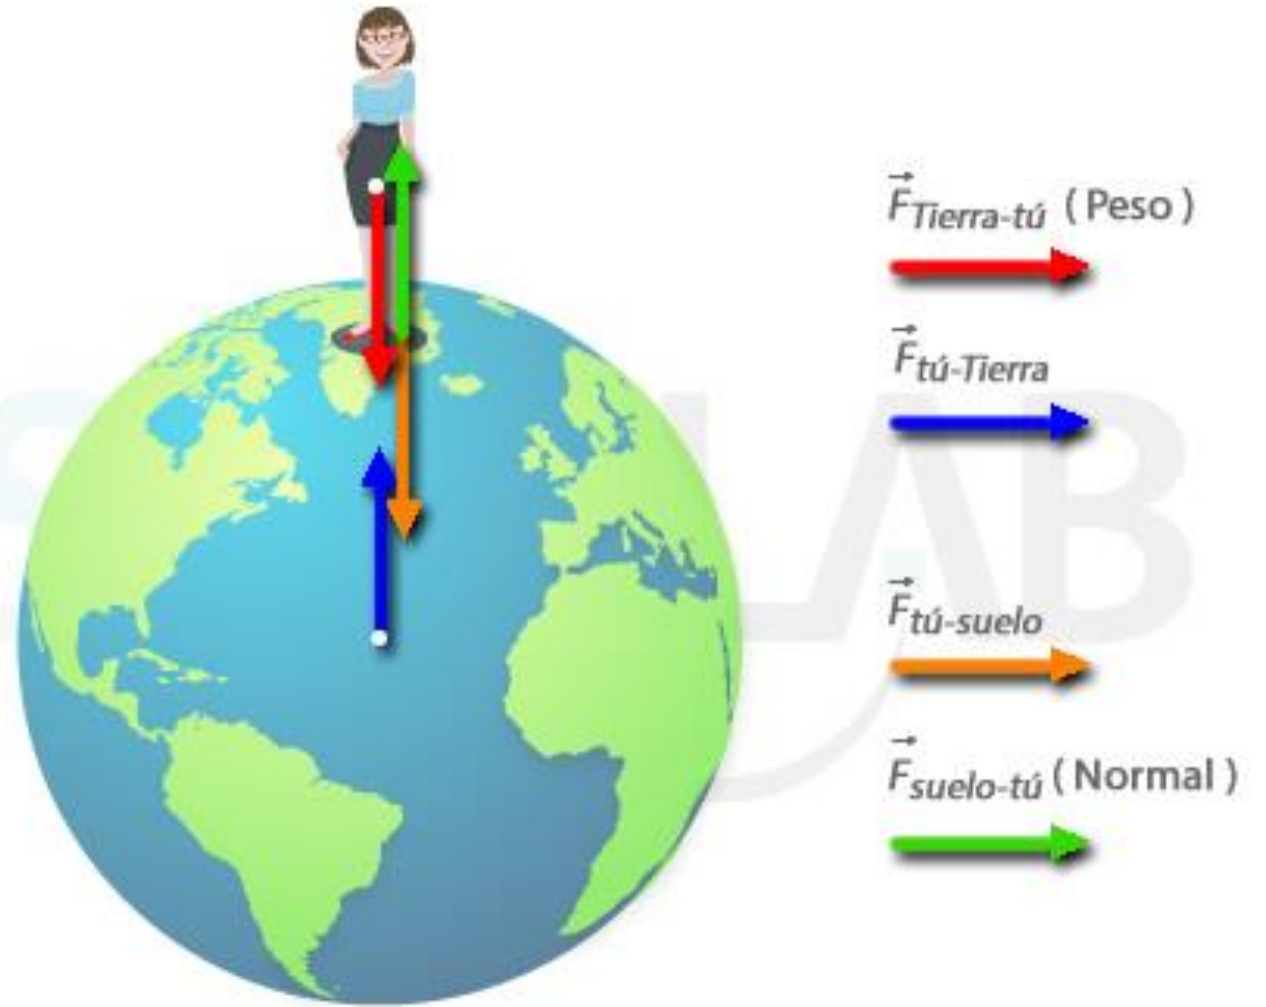 F⃗Tierra-tú ( Peso )
F⃗tú-Tierra
F⃗tú-suelo
F⃗suelo-tú ( Normal )